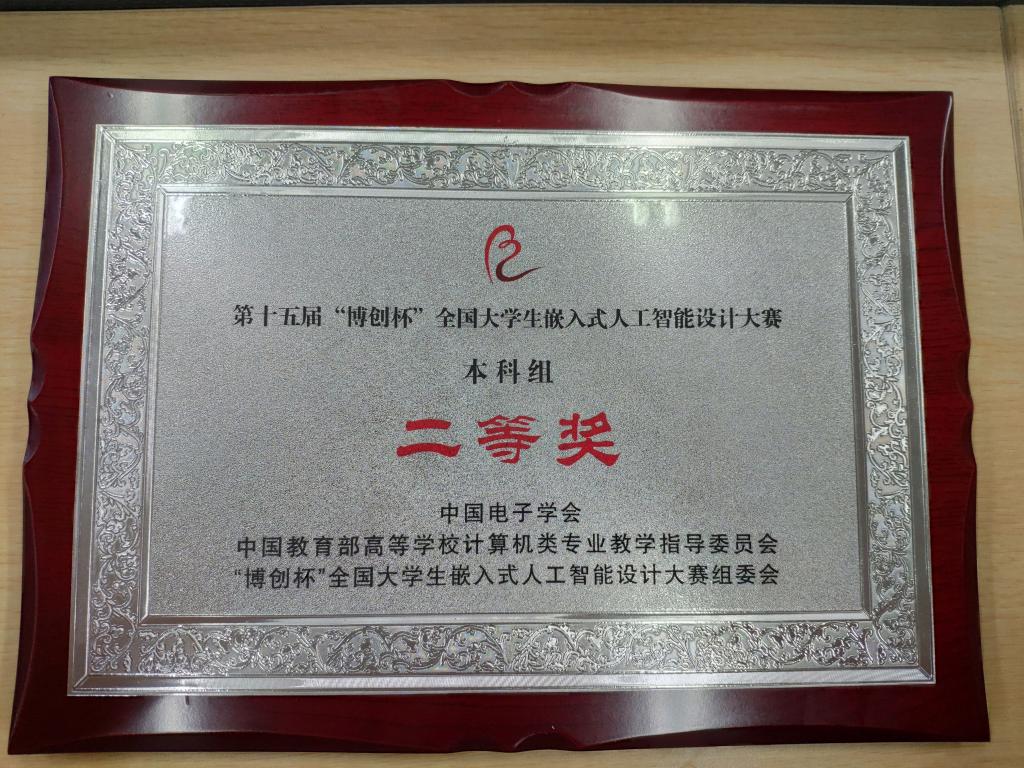 第十五届“博创杯”全国大学生嵌入式人工智能设计大赛
本科组
二等奖
中国电子学会
中国教育部高等学校计算机类专业教学指导委员会
“博创杯”全国大学生嵌入式人工智能设计大赛组委会